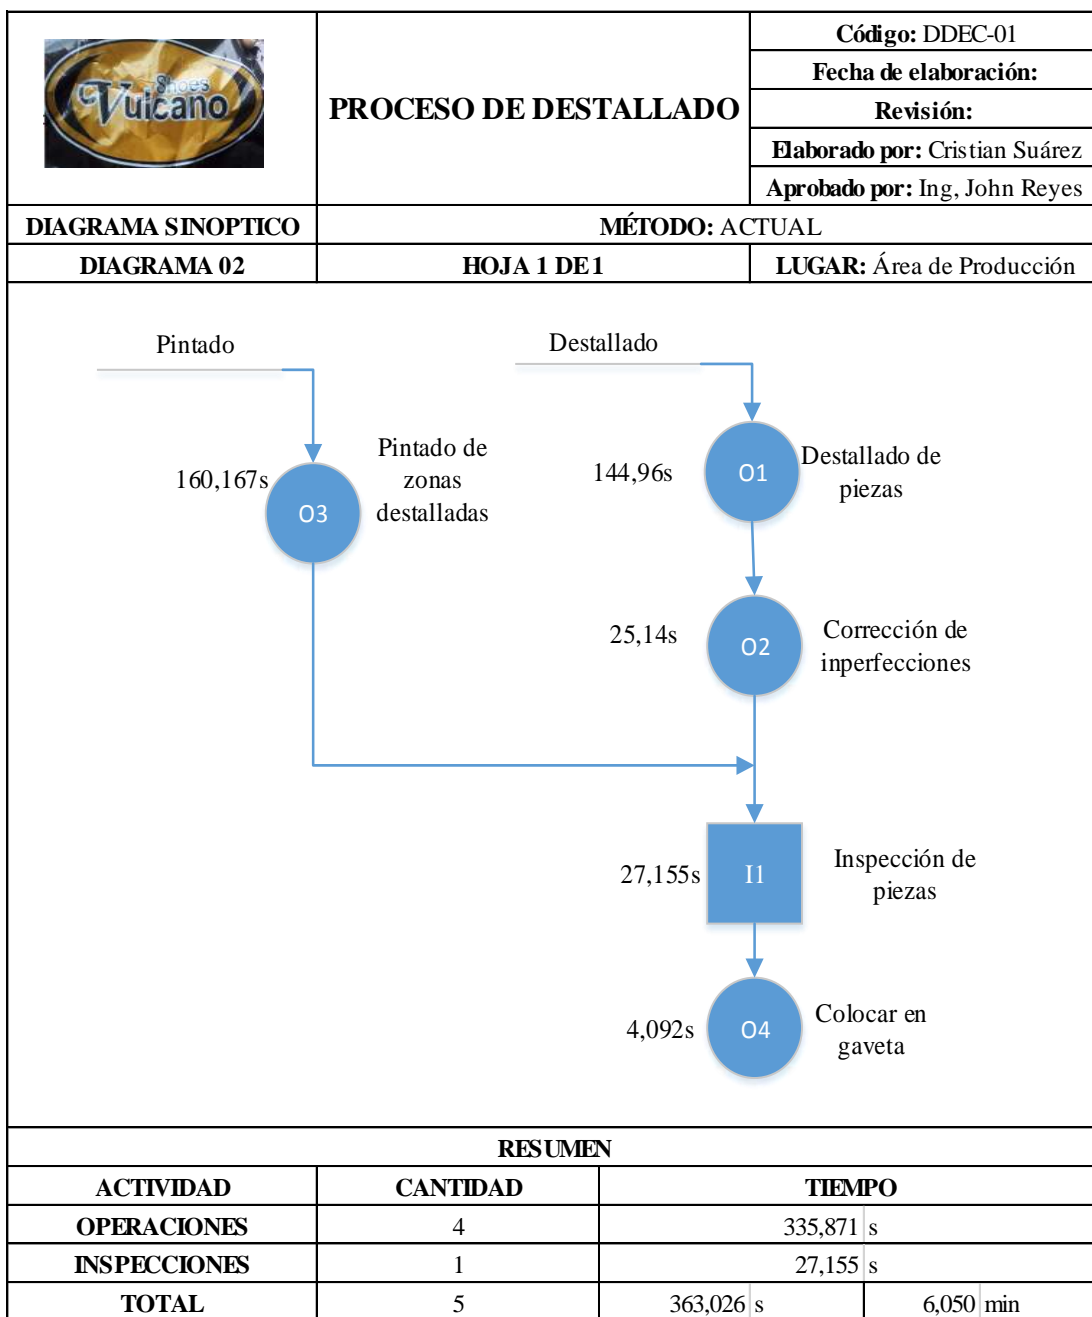 Shoes
Vulcano
PROCESO DE DESTALLADO
Código: DDEC-01
Fecha de elaboración:
Revisión:
Elaborado por: Cristian Suárez
Aprobado por: Ing, John Reyes
DIAGRAMA SINOPTICO
MÉTODO: ACTUAL
DIAGRAMA 02
HOJA 1 DE 1
LUGAR: Área de Producción
Pintado
Destallado
160,167s
O3
Pintado de
zonas
destalladas
144,96s
O1
Destallado de
piezas
25,14s
O2
Corrección de
inperfecciones
27,155s
I1
Inspección de
piezas
4,092s
O4
Colocar en
gaveta
RESUMEN
ACTIVIDAD CANTIDAD TIEMPO
OPERACIONES 4 335,871 s
INSPECCIONES 1 27,155 s
TOTAL 5 363,026 s 6,050 min